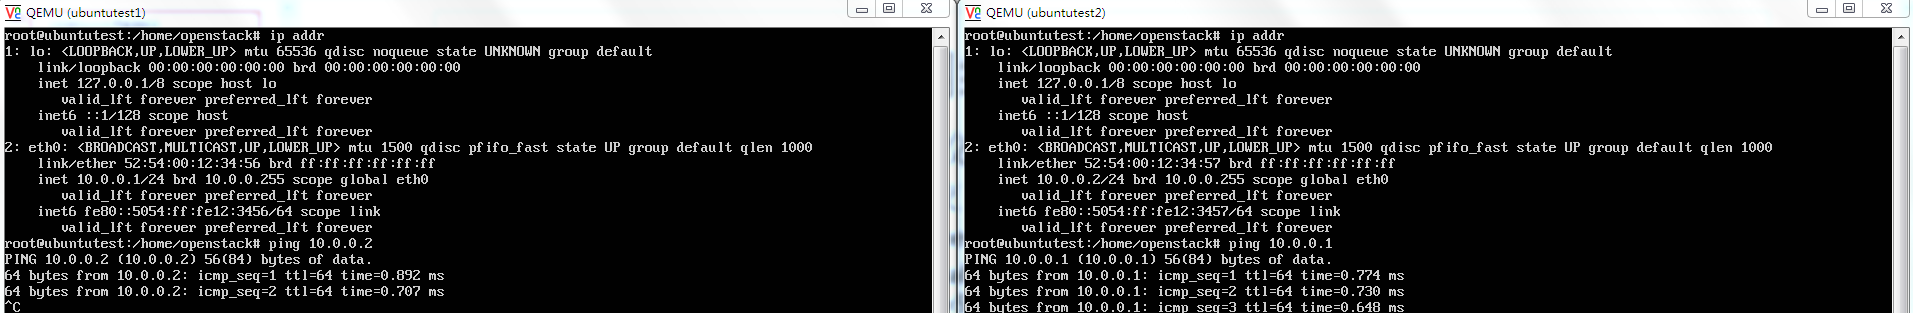 QEMU (ubuntutest1)
root@ubuntutest:/home/openstack# ip addr
1: lo: <LOOPBACK,UP,LOWER_UP> mtu 65536 qdisc noqueue state UNKNOWN group default
link/loopback 00:00:00:00:00:00 brd 00:00:00:00:00:00
inet 127.0.0.1/8 scope host lo
valid_lft forever preferred_lft forever
inet6 ::1/128 scope host
valid_lft forever preferred_lft forever
2: eth0: <BROADCAST,MULTICAST,UP,LOWER_UP> mtu 1500 qdisc pfifo_fast state UP group default qlen 1000
link/ether 52:54:00:12:34:56 brd ff:ff:ff:ff:ff:ff
inet 10.0.0.1/24 brd 10.0.0.255 scope global eth0
valid_lft forever preferred_lft forever
inet6 fe80::5054:ff:fe12:3456/64 scope link
valid_lft forever preferred_lft forever
root@ubuntutest:/home/openstack# ping 10.0.0.2
PING 10.0.0.2 (10.0.0.2) 56(84) bytes of data.
64 bytes from 10.0.0.2: icmp_seq=1 ttl=64 time=0.892 ms
64 bytes from 10.0.0.2: icmp_seq=2 ttl=64 time=0.707 ms
^C
QEMU (ubuntutest2)
root@ubuntutest:/home/openstack# ip addr
1: lo: <LOOPBACK,UP,LOWER_UP> mtu 65536 qdisc noqueue state UNKNOWN group default
link/loopback 00:00:00:00:00:00 brd 00:00:00:00:00:00
inet 127.0.0.1/8 scope host lo
valid_lft forever preferred_lft forever
inet6 ::1/128 scope host
valid_lft forever preferred_lft forever
2: eth0: <BROADCAST,MULTICAST,UP,LOWER_UP> mtu 1500 qdisc pfifo_fast state UP group default qlen 1000
link/ether 52:54:00:12:34:57 brd ff:ff:ff:ff:ff:ff
inet 10.0.0.2/24 brd 10.0.0.255 scope global eth0
valid_lft forever preferred_lft forever
inet6 fe80::5054:ff:fe12:3457/64 scope link
valid_lft forever preferred_lft forever
root@ubuntutest:/home/openstack# ping 10.0.0.1
PING 10.0.0.1 (10.0.0.1) 56(84) bytes of data.
64 bytes from 10.0.0.1: icmp_seq=1 ttl=64 time=0.774 ms
64 bytes from 10.0.0.1: icmp_seq=2 ttl=64 time=0.730 ms
64 bytes from 10.0.0.1: icmp_seq=3 ttl=64 time=0.648 ms